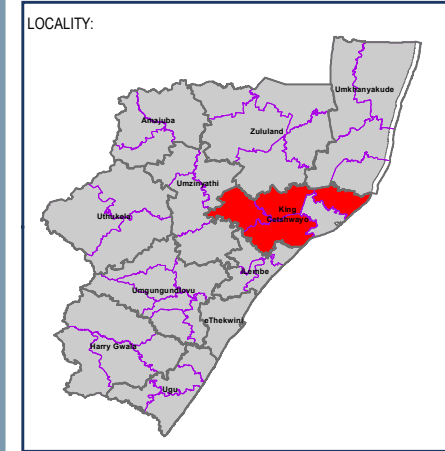 LOCALITY:
Umkhanyakude
Amajuba
Zululand
Umzinyathi
Uthukela
King
Cetshwayo
iLembe
Umgungundlovu
eThekwini
Harry Gwala
Ugu